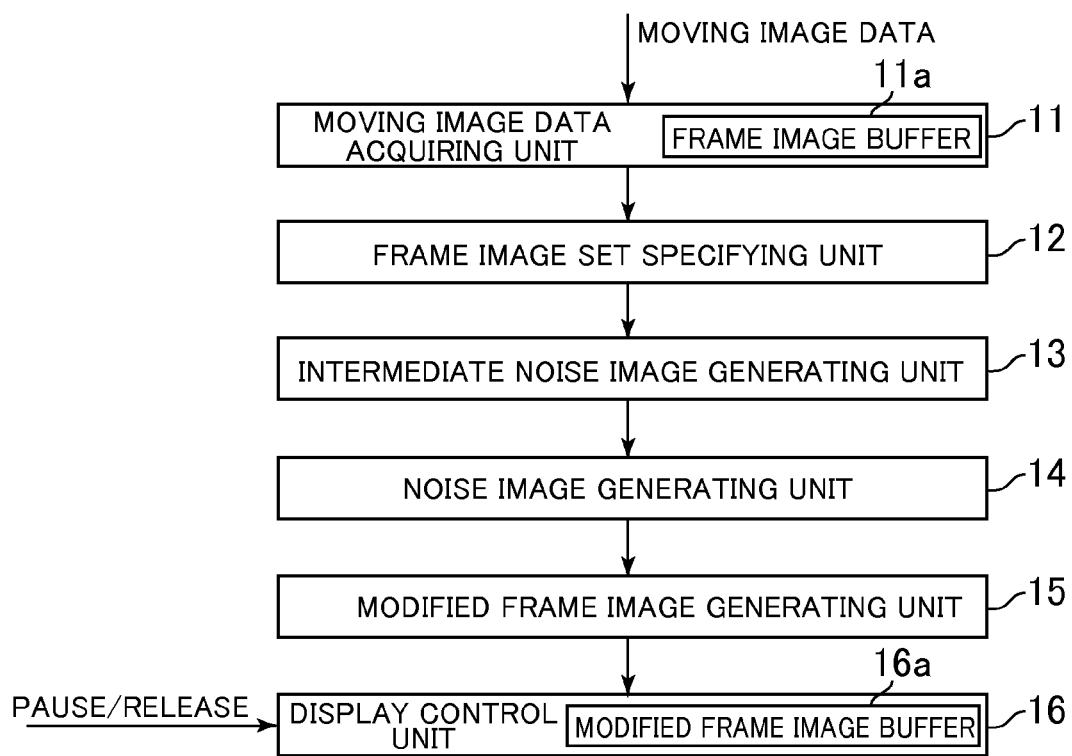 MOVING IMAGE DATA
11a
MOVING IMAGE DATA
ACQUIRING UNIT
FRAME IMAGE BUFFER
11
FRAME IMAGE SET SPECIFYING UNIT
12
INTERMEDIATE NOISE IMAGE GENERATING UNIT
13
NOISE IMAGE GENERATING UNIT
14
MODIFIED FRAME IMAGE GENERATING UNIT
15
16a
PAUSE/RELEASE
DISPLAY CONTROL
UNIT
MODIFIED FRAME IMAGE BUFFER
16